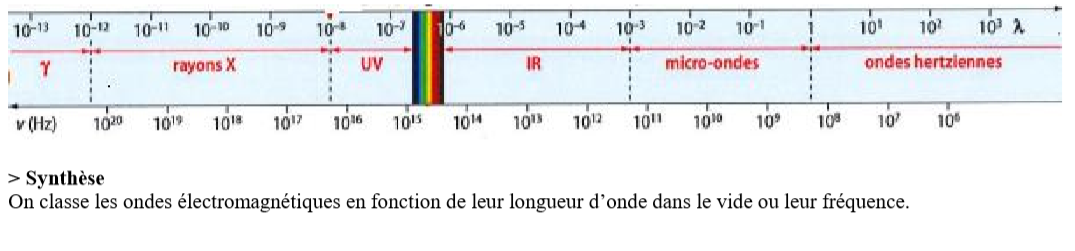 10⁻¹³ 10⁻¹² 10⁻¹¹ 10⁻¹⁰ 10⁻⁹ 10⁻⁸ 10⁻⁷ 10⁻⁶ 10⁻⁵ 10⁻⁴ 10⁻³ 10⁻² 10⁻¹ 1 10¹ 10² 10³ λ
γ rayons X UV IR micro-ondes ondes hertziennes
ν (Hz) 10²⁰ 10¹⁹ 10¹⁸ 10¹⁷ 10¹⁶ 10¹⁵ 10¹⁴ 10¹³ 10¹² 10¹¹ 10¹⁰ 10⁹ 10⁸ 10⁷ 10⁶
> Synthèse
On classe les ondes électromagnétiques en fonction de leur longueur d’onde dans le vide ou leur fréquence.